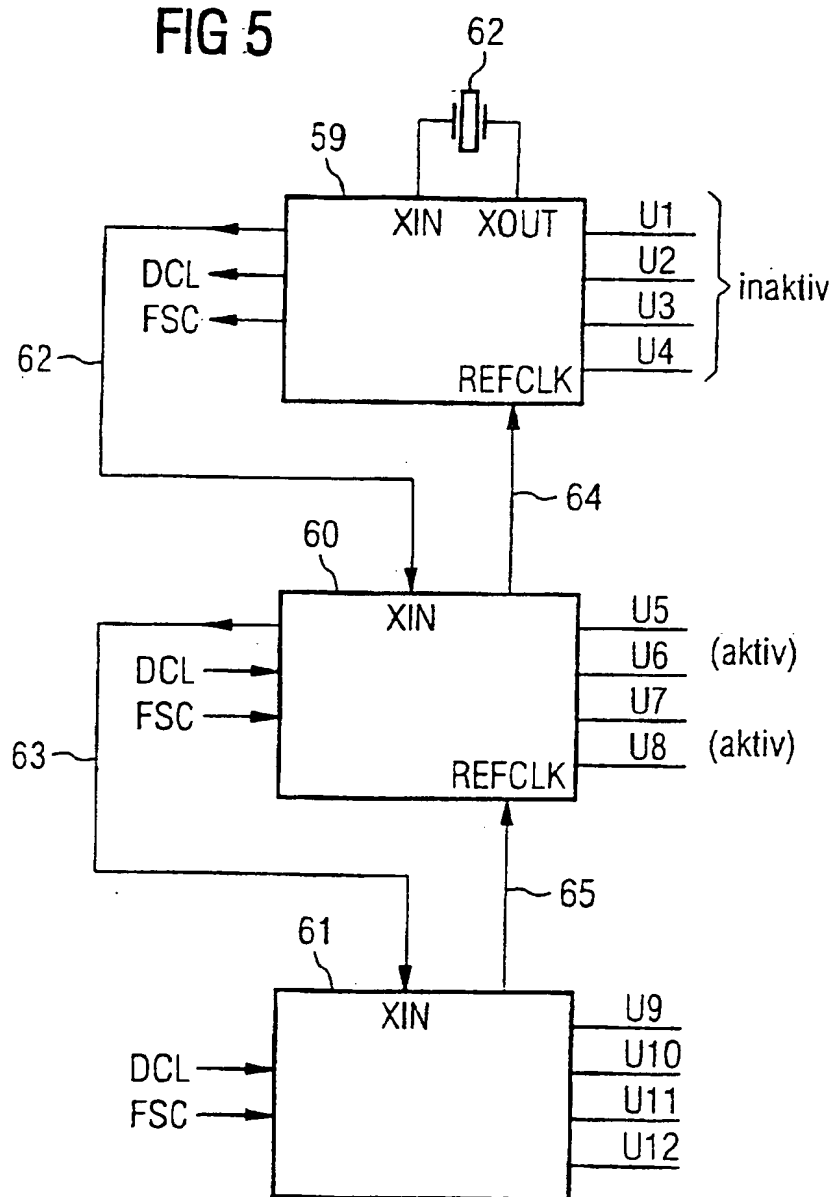 FIG 5
62
59
XIN XOUT
U1
DCL
U2
inaktiv
FSC
U3
62
U4
REFCLK
64
60
XIN
U5
DCL
U6 (aktiv)
FSC
U7
63
U8 (aktiv)
REFCLK
65
61
XIN
U9
DCL
U10
FSC
U11
U12